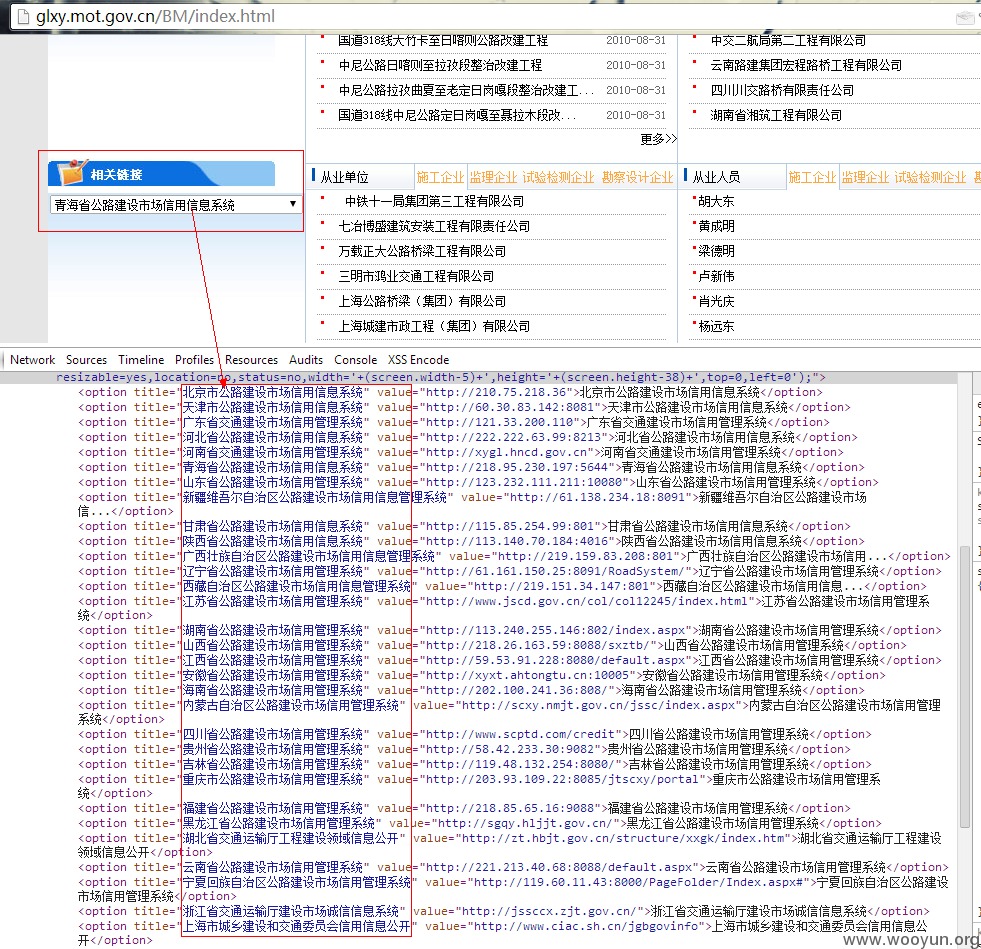 glxy.mot.gov.cn/BM/index.html
国道318线大竹卡至日喀则公路改建工程 2010-08-31
中尼公路日喀则至拉孜段整治改建工程 2010-08-31
中尼公路拉孜曲夏至老定日岗嘎段整治改建工... 2010-08-31
国道318线中尼公路定日岗嘎至聂拉木段改... 2010-08-31
更多>>
中交二航局第二工程有限公司
云南路建集团宏程路桥工程有限公司
四川川交路桥有限责任公司
湖南省湘筑工程有限公司
相关链接
青海省公路建设市场信用信息系统
从业单位 施工企业 监理企业 试验检测企业 勘察设计企业
中铁十一局集团第三工程有限公司
七冶博盛建筑安装工程有限责任公司
万载正大公路桥梁工程有限公司
三明市鸿业交通工程有限公司
上海公路桥梁（集团）有限公司
上海城建市政工程（集团）有限公司
从业人员 施工企业 监理企业 试验检测企业
胡大东
黄成明
梁德明
卢新伟
肖光庆
杨远东
Network Sources Timeline Profiles Resources Audits Console XSS Encode
resizable=yes,location=no,status=no,width='+(screen.width-5)+',height='+(screen.height-38)+',top=0,left=0');">
<option title="北京市公路建设市场信用信息系统" value="http://210.75.218.36">北京市公路建设市场信用信息系统</option>
<option title="天津市公路建设市场信用信息系统" value="http://60.30.83.142:8081">天津市公路建设市场信用信息系统</option>
<option title="广东省交通建设市场信用管理系统" value="http://121.33.200.110">广东省交通建设市场信用管理系统</option>
<option title="河北省公路建设市场信用信息系统" value="http://222.222.63.99:8213">河北省公路建设市场信用信息系统</option>
<option title="河南省交通建设市场信用管理系统" value="http://xygl.hncd.gov.cn">河南省交通建设市场信用管理系统</option>
<option title="青海省公路建设市场信用信息系统" value="http://218.95.230.197:5644">青海省公路建设市场信用信息系统</option>
<option title="山东省公路建设市场信用管理系统" value="http://123.232.111.211:10080">山东省公路建设市场信用管理系统</option>
<option title="新疆维吾尔自治区公路建设市场信用信息管理系统" value="http://61.138.234.18:8091">新疆维吾尔自治区公路建设市场
信...</option>
<option title="甘肃省公路建设市场信用信息系统" value="http://115.85.254.99:801">甘肃省公路建设市场信用信息系统</option>
<option title="陕西省公路建设市场信用信息系统" value="http://113.140.70.184:4016">陕西省公路建设市场信用信息系统</option>
<option title="广西壮族自治区公路建设市场信用信息管理系统" value="http://219.159.83.208:801">广西壮族自治区公路建设市场信用...</option>
<option title="辽宁省公路建设市场信用管理系统" value="http://61.161.150.25:8091/RoadSystem/">辽宁省公路建设市场信用管理系统</option>
<option title="西藏自治区公路建设市场信用信息管理系统" value="http://219.151.34.147:801">西藏自治区公路建设市场信用信息...</option>
<option title="江苏省公路建设市场信用管理系统" value="http://www.jscd.gov.cn/col/col12245/index.html">江苏省公路建设市场信用管理系
统</option>
<option title="湖南省公路建设市场信用管理系统" value="http://113.240.255.146:802/index.aspx">湖南省公路建设市场信用管理系统</option>
<option title="山西省公路建设市场信用管理系统" value="http://218.26.163.59:8088/sxztb/">山西省公路建设市场信用管理系统</option>
<option title="江西省公路建设市场信用管理系统" value="http://59.53.91.228:8080/default.aspx">江西省公路建设市场信用管理系统</option>
<option title="安徽省公路建设市场信用管理系统" value="http://xyxt.ahtongtu.cn:10005">安徽省公路建设市场信用管理系统</option>
<option title="海南省公路建设市场信用管理系统" value="http://202.100.241.36:808/">海南省公路建设市场信用管理系统</option>
<option title="内蒙古自治区公路建设市场信用管理系统" value="http://scxy.nmjt.gov.cn/jssc/index.aspx">内蒙古自治区公路建设市场信用管理
系统</option>
<option title="四川省公路建设市场信用管理系统" value="http://www.scptd.com/credit">四川省公路建设市场信用管理系统</option>
<option title="贵州省公路建设市场信用管理系统" value="http://58.42.233.30:9082">贵州省公路建设市场信用管理系统</option>
<option title="吉林省公路建设市场信用管理系统" value="http://119.48.132.254:8080/">吉林省公路建设市场信用管理系统</option>
<option title="重庆市公路建设市场信用管理系统" value="http://203.93.109.22:8085/jtscxy/portal">重庆市公路建设市场信用管理系
统</option>
<option title="福建省公路建设市场信用管理系统" value="http://218.85.65.16:9088">福建省公路建设市场信用管理系统</option>
<option title="黑龙江省公路建设市场信用管理系统" value="http://sgqy.hljjt.gov.cn/">黑龙江省公路建设市场信用管理系统</option>
<option title="湖北省交通运输厅工程建设领域信息公开" value="http://zt.hbjt.gov.cn/structure/xxgk/index.htm">湖北省交通运输厅工程建设
领域信息公开</option>
<option title="云南省公路建设市场信用管理系统" value="http://221.213.40.68:8088/default.aspx">云南省公路建设市场信用管理系统</option>
<option title="宁夏回族自治区公路建设市场信用管理系统" value="http://119.60.11.43:8000/PageFolder/Index.aspx#">宁夏回族自治区公路建设
市场信用管理系统</option>
<option title="浙江省交通运输厅建设市场诚信信息系统" value="http://jssccx.zjt.gov.cn/">浙江省交通运输厅建设市场诚信信息系统</option>
<option title="上海市城乡建设和交通委员会信用信息公开" value="http://www.ciac.sh.cn/jgbgovinfo">上海市城乡建设和交通委员会信用信息公
开</option>
www.wooyun.org